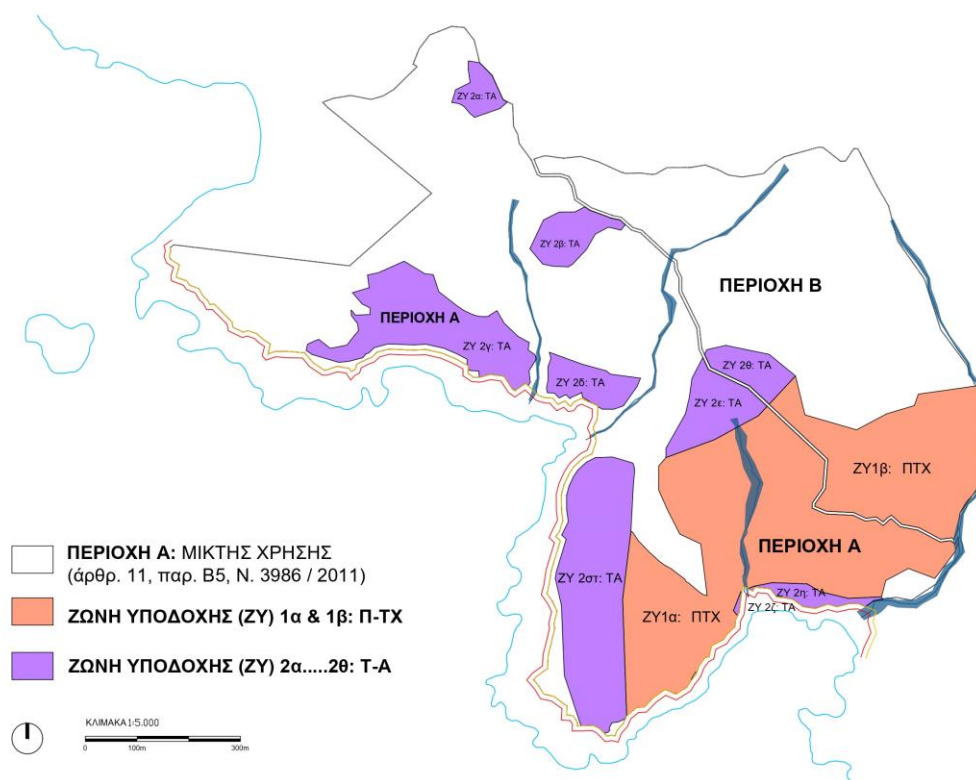 ΖΥ 2α: ΤΑ
ΖΥ 2β: ΤΑ
ΠΕΡΙΟΧΗ Β
ΠΕΡΙΟΧΗ Α
ΖΥ 2γ: ΤΑ
ΖΥ 2θ: ΤΑ
ΖΥ 2δ: ΤΑ
ΖΥ 2ε: ΤΑ
ΖΥ1β: ΠΤΧ
ΠΕΡΙΟΧΗ Α
ΖΥ 2στ: ΤΑ
ΖΥ 2η: ΤΑ
ΖΥ 2ζ: ΤΑ
ΖΥ1α: ΠΤΧ
ΠΕΡΙΟΧΗ Α: ΜΙΚΤΗΣ ΧΡΗΣΗΣ
(άρθρ. 11, παρ. Β5, Ν. 3986 / 2011)
ΖΩΝΗ ΥΠΟΔΟΧΗΣ (ΖΥ) 1α & 1β: Π-ΤΧ
ΖΩΝΗ ΥΠΟΔΟΧΗΣ (ΖΥ) 2α.....2θ: Τ-Α
ΚΛΙΜΑΚΑ 1:5.000
0 100m 300m